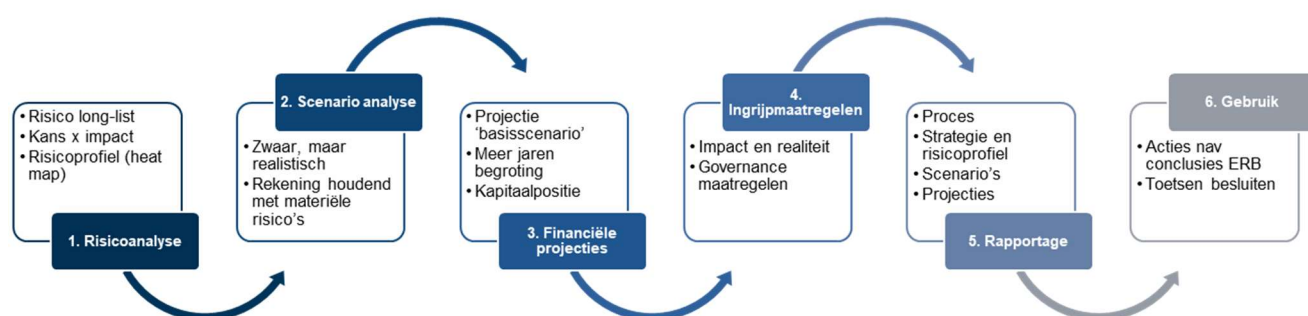 • Risico long-list
• Kans x impact
• Risicoprofiel (heat
map)
1. Risicoanalyse
2. Scenario analyse
• Zwaar, maar
realistisch
• Rekening houdend
met materiële
risico's
• Projectie
'basisscenario'
• Meer jaren
begroting
• Kapitaalpositie
3. Financiële
projecties
4.
Ingrijpmaatregelen
• Impact en realiteit
• Governance
maatregelen
• Proces
• Strategie en
risicoprofiel
• Scenario's
• Projecties
5. Rapportage
6. Gebruik
• Acties nav
conclusies ERB
• Toetsen besluiten